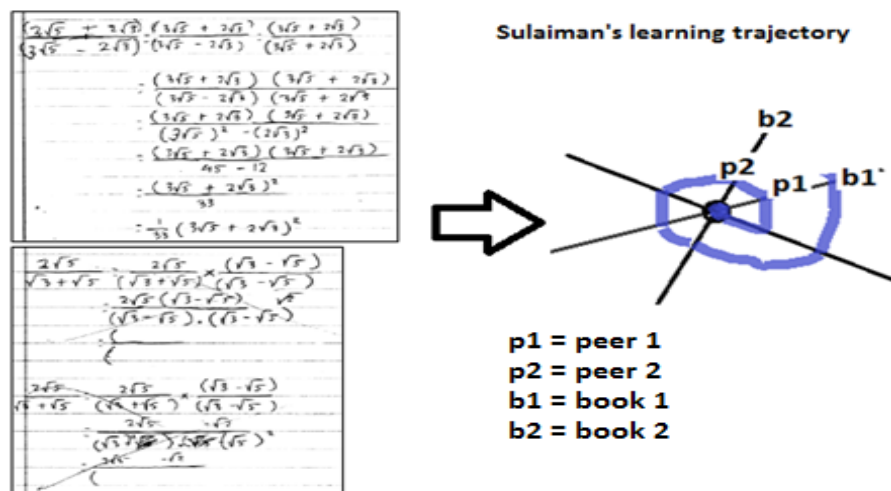 (3√5 + 2√3) (3√5 + 2√3) (3√5 + 2√3)
(3√5 − 2√3) : (3√5 − 2√3) : (3√5 + 2√3)
: (3√5 + 2√3) (3√5 + 2√3)
(3√5 − 2√3) (3√5 + 2√3
: (3√5 + 2√3) (3√5 + 2√3)
(3√5)² − (2√3)²
: (3√5 + 2√3) (3√5 + 2√3)
45 − 12
: (3√5 + 2√3)²
33
: 1/33 (3√5 + 2√3)²
2√5 : 2√5 × (√3 − √5)
√3 + √5 (√3 + √5) (√3 − √5)
: 2√5 (√3 − √5)
(√3 − √5) . (√3 − √5)
2√5 2√5 × (√3 − √5)
√3 + √5 (√3 + √5) (√3 − √5)
Sulaiman's learning trajectory
b2
p2
p1 b1
p1 = peer 1
p2 = peer 2
b1 = book 1
b2 = book 2